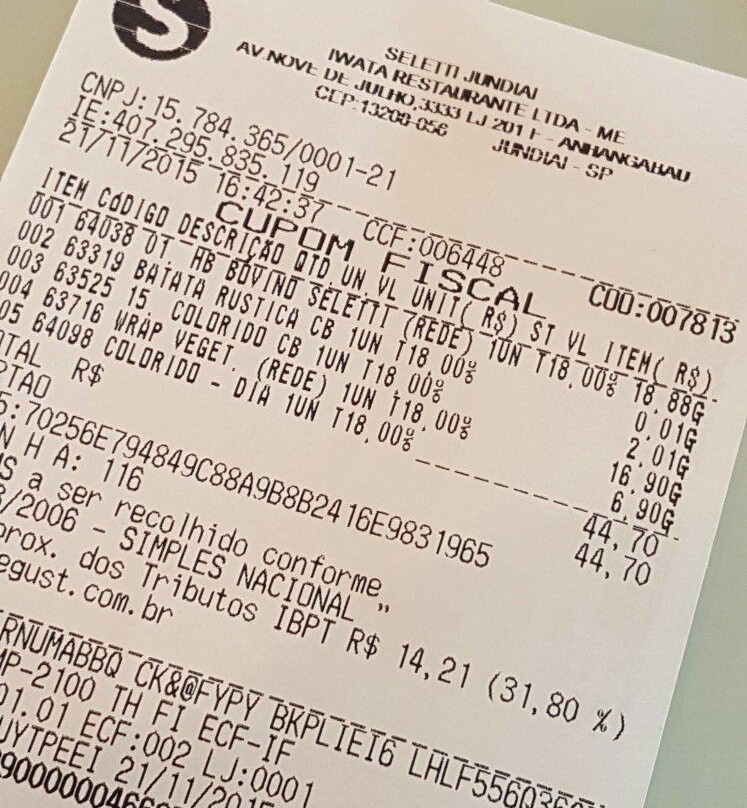 S
SELETTI JUNDIAI
IWATA RESTAURANTE LTDA - ME
AV.NOVE DE JULHO,3333 LJ 201 F - ANHANGABAU
CEP:13208-056 JUNDIAI - SP
CNPJ:15.784.365/0001-21
IE:407.295.835.119
21/11/2015 16:42:37 CCF:006448 COO:007813
CUPOM FISCAL
ITEM CÓDIGO DESCRIÇÃO QTD UN VL UNIT( R$) ST VL ITEM( R$)
001 64038 OT. HB BOVINO SELETTI (REDE) 1UN T18,00% 18,88G
002 63319 BATATA RUSTICA CB 1UN T18,00% 0,01G
003 63525 15. COLORIDO CB 1UN T18,00% 2,01G
004 63716 WRAP VEGET. (REDE) 1UN T18,00% 16,90G
05 64098 COLORIDO - DIA 1UN T18,00% 6,90G
OTAL R$ 44,70
RTAO 44,70
5:70256E794849C88A9B8B2416E9831965
N H A: 116
MS a ser recolhido conforme
3/2006 - SIMPLES NACIONAL "
prox. dos Tributos IBPT R$ 14,21 (31,80 %)
egust.com.br
RNUMABBQ CK&@FYPY BKPLIEI6 LHLF556Q36
MP-2100 TH FI ECF-IF
01.01 ECF:002 LJ:0001
UYTPEEI 21/11/2015